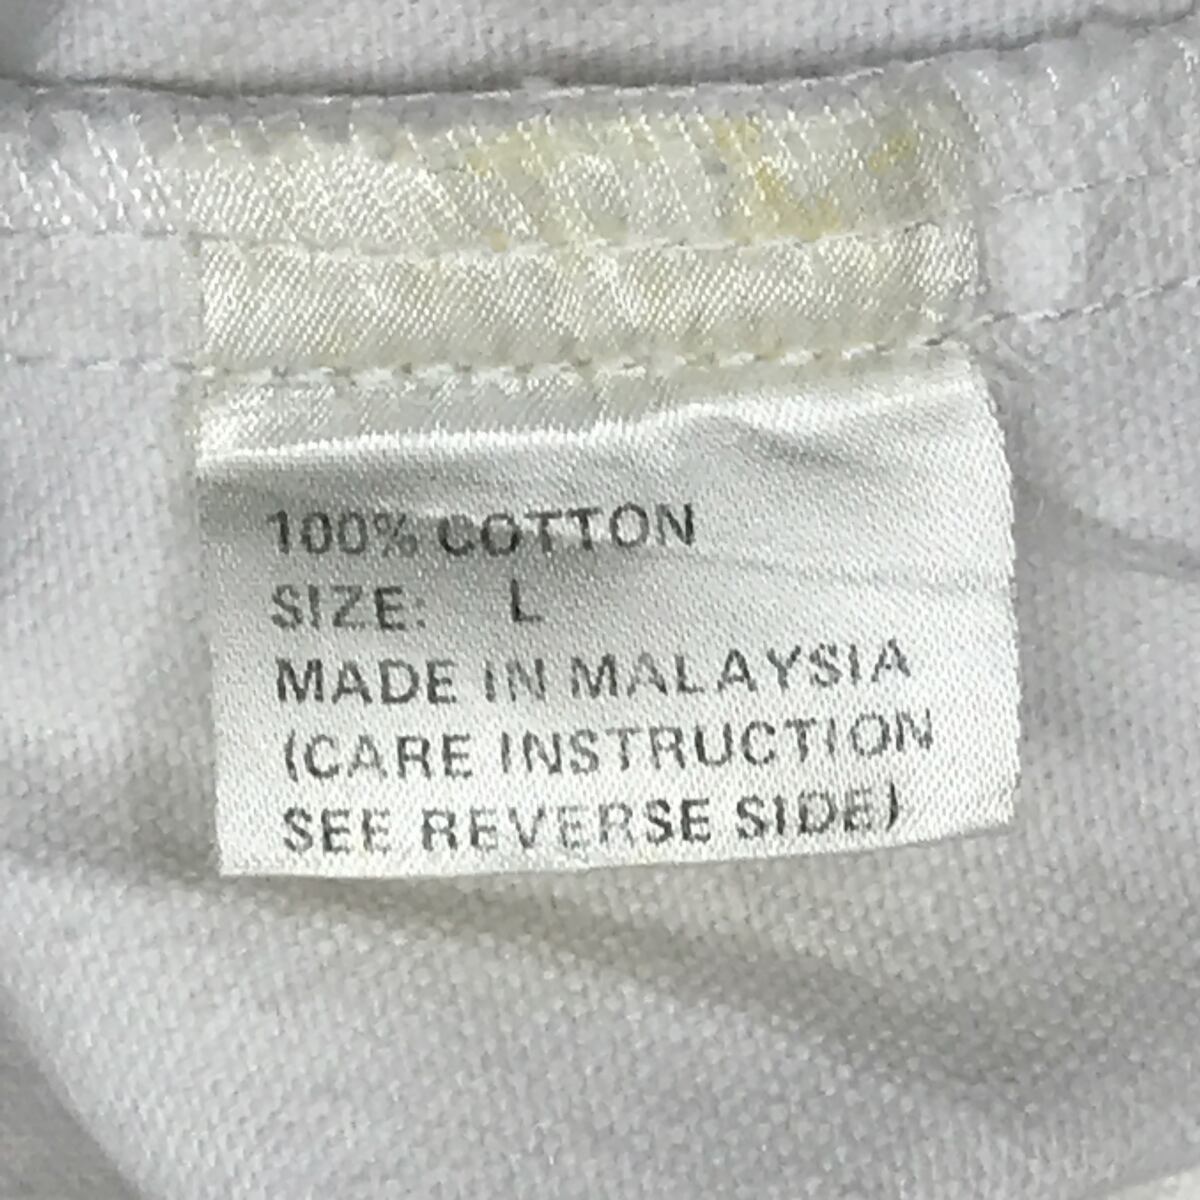 100% COTTON
SIZE: L
MADE IN MALAYSIA
(CARE INSTRUCTION
SEE REVERSE SIDE)